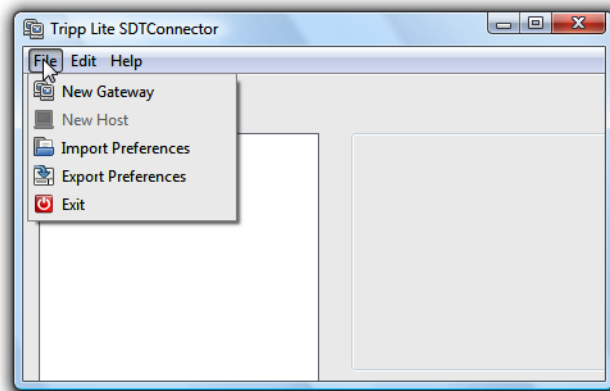 Tripp Lite SDTConnector
File Edit Help
New Gateway
New Host
Import Preferences
Export Preferences
Exit